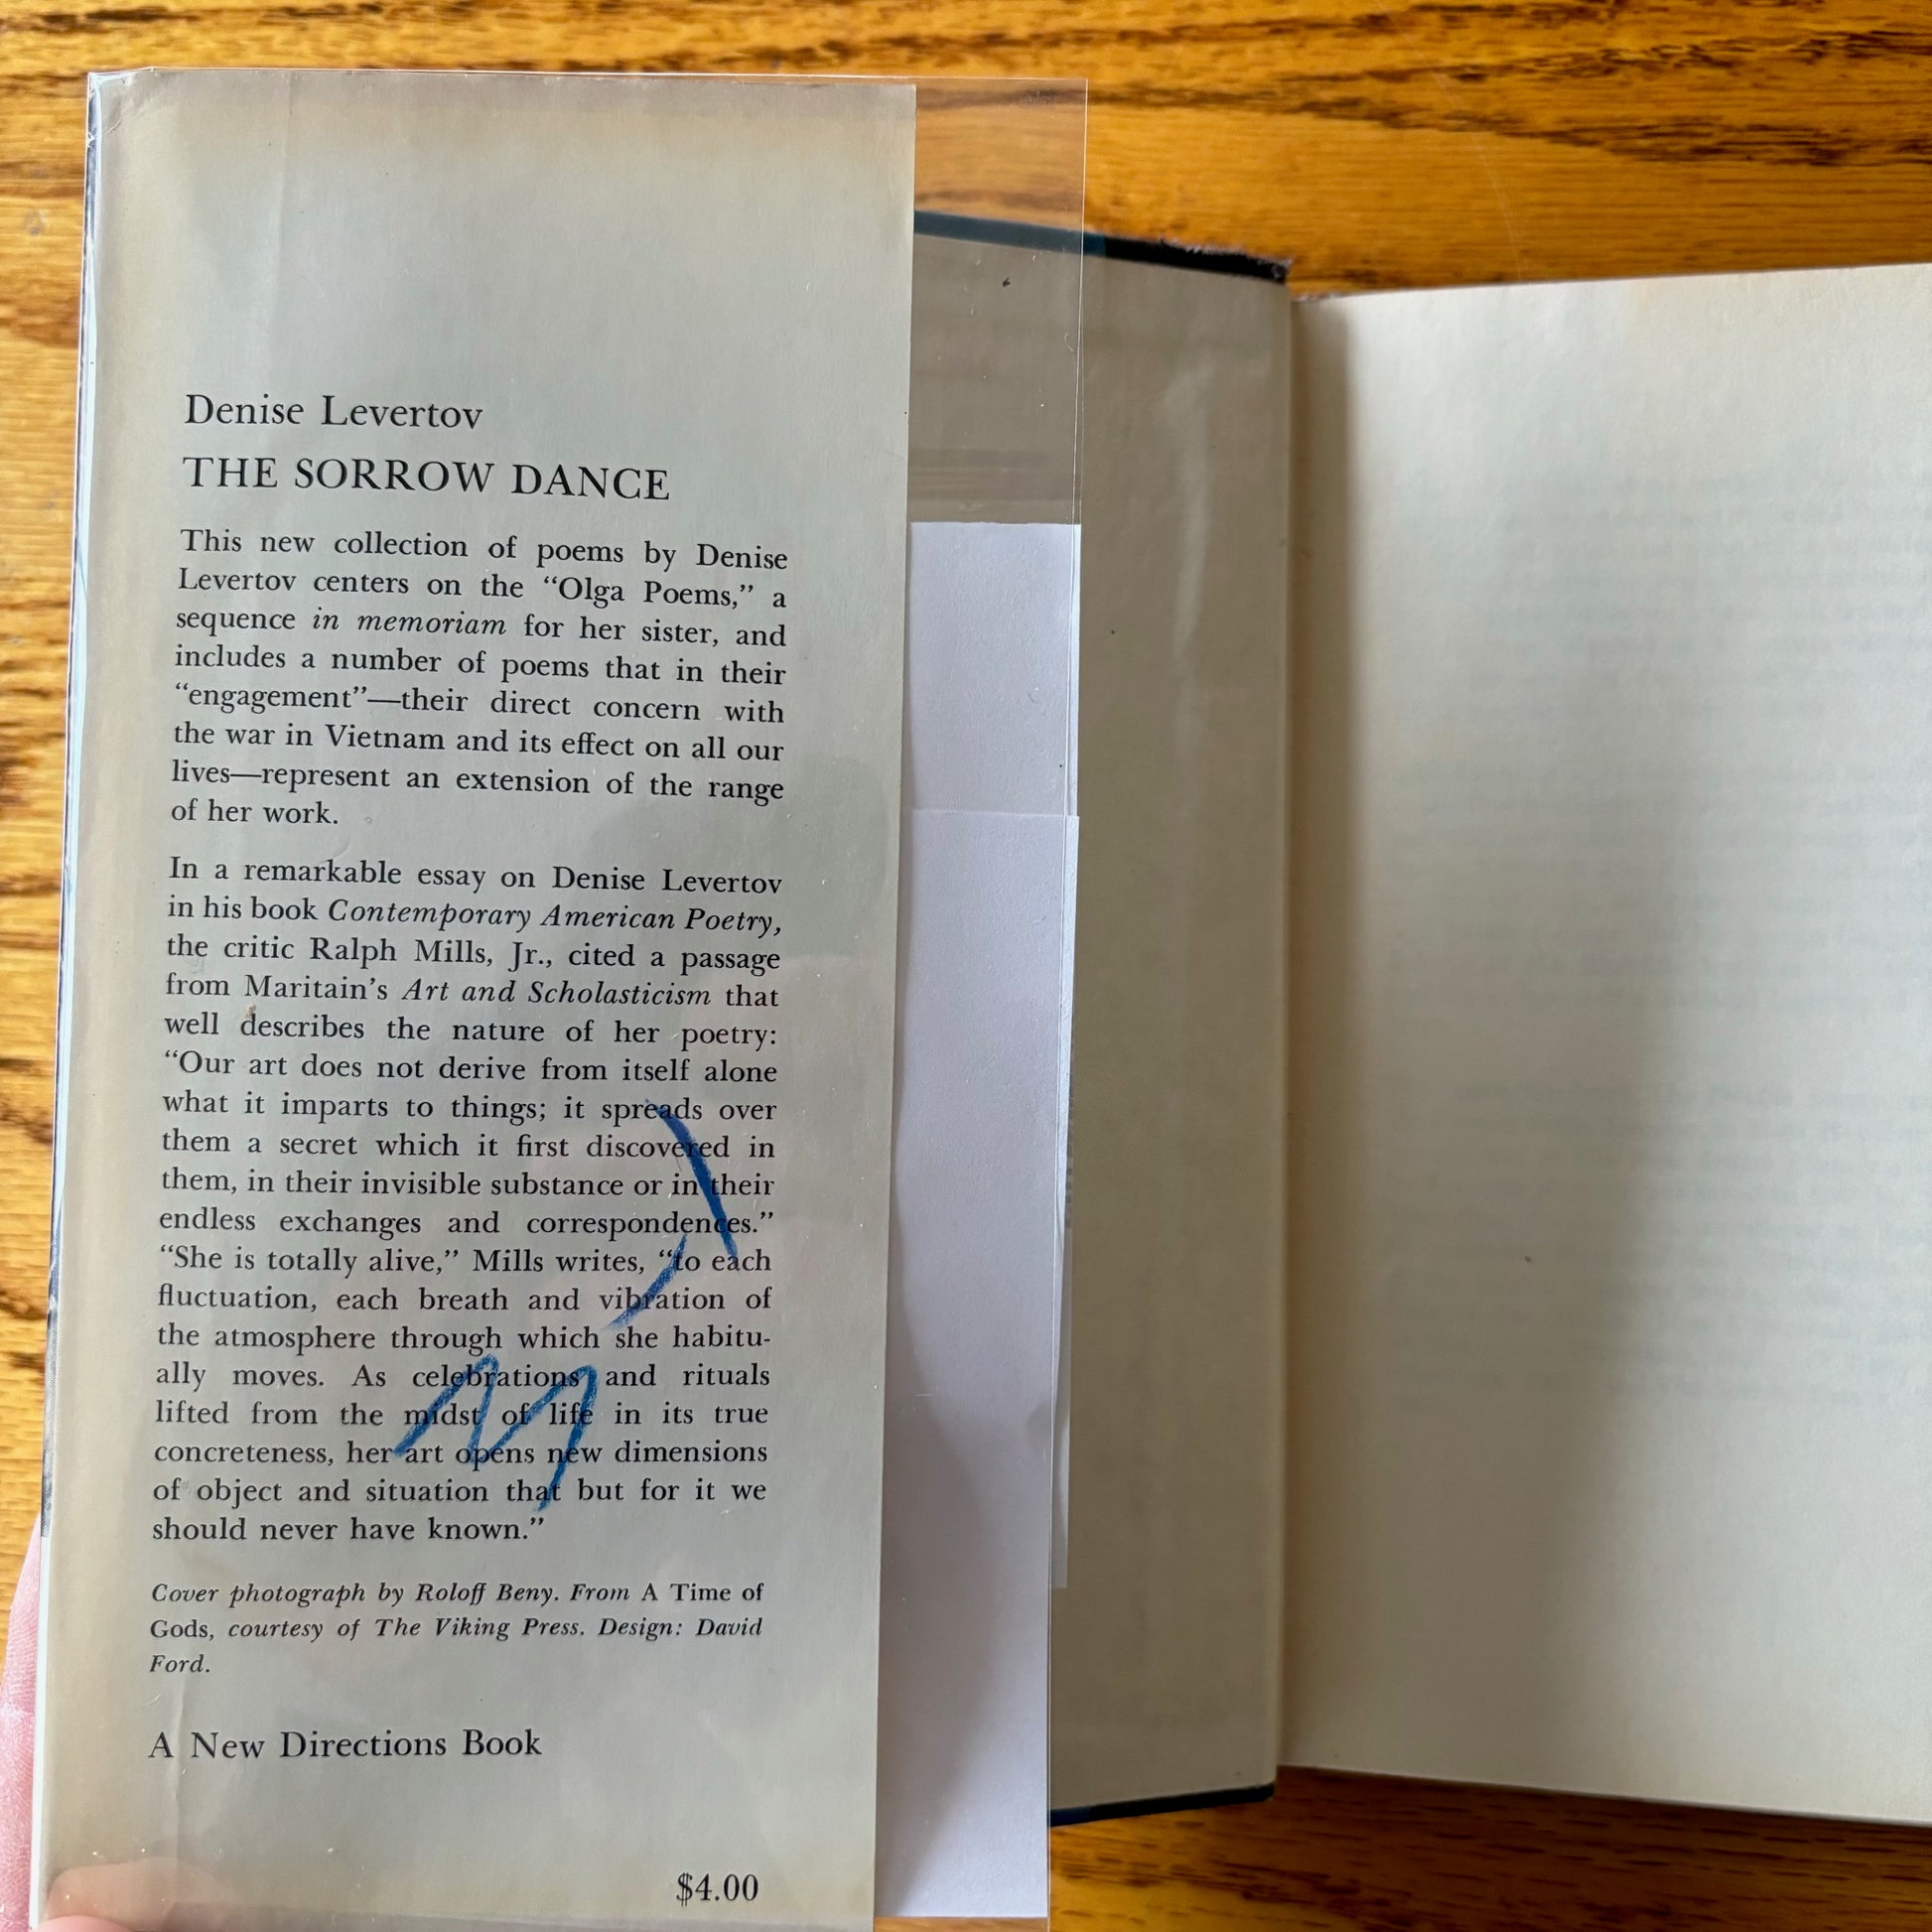 Denise Levertov
THE SORROW DANCE
This new collection of poems by Denise
Levertov centers on the “Olga Poems,” a
sequence in memoriam for her sister, and
includes a number of poems that in their
“engagement”—their direct concern with
the war in Vietnam and its effect on all our
lives—represent an extension of the range
of her work.
In a remarkable essay on Denise Levertov
in his book Contemporary American Poetry,
the critic Ralph Mills, Jr., cited a passage
from Maritain’s Art and Scholasticism that
well describes the nature of her poetry:
“Our art does not derive from itself alone
what it imparts to things; it spreads over
them a secret which it first discovered in
them, in their invisible substance or in their
endless exchanges and correspondences.”
“She is totally alive,” Mills writes, “to each
fluctuation, each breath and vibration of
the atmosphere through which she habitu-
ally moves. As celebrations and rituals
lifted from the midst of life in its true
concreteness, her art opens new dimensions
of object and situation that but for it we
should never have known.”
Cover photograph by Roloff Beny. From A Time of
Gods, courtesy of The Viking Press. Design: David
Ford.
A New Directions Book
$4.00